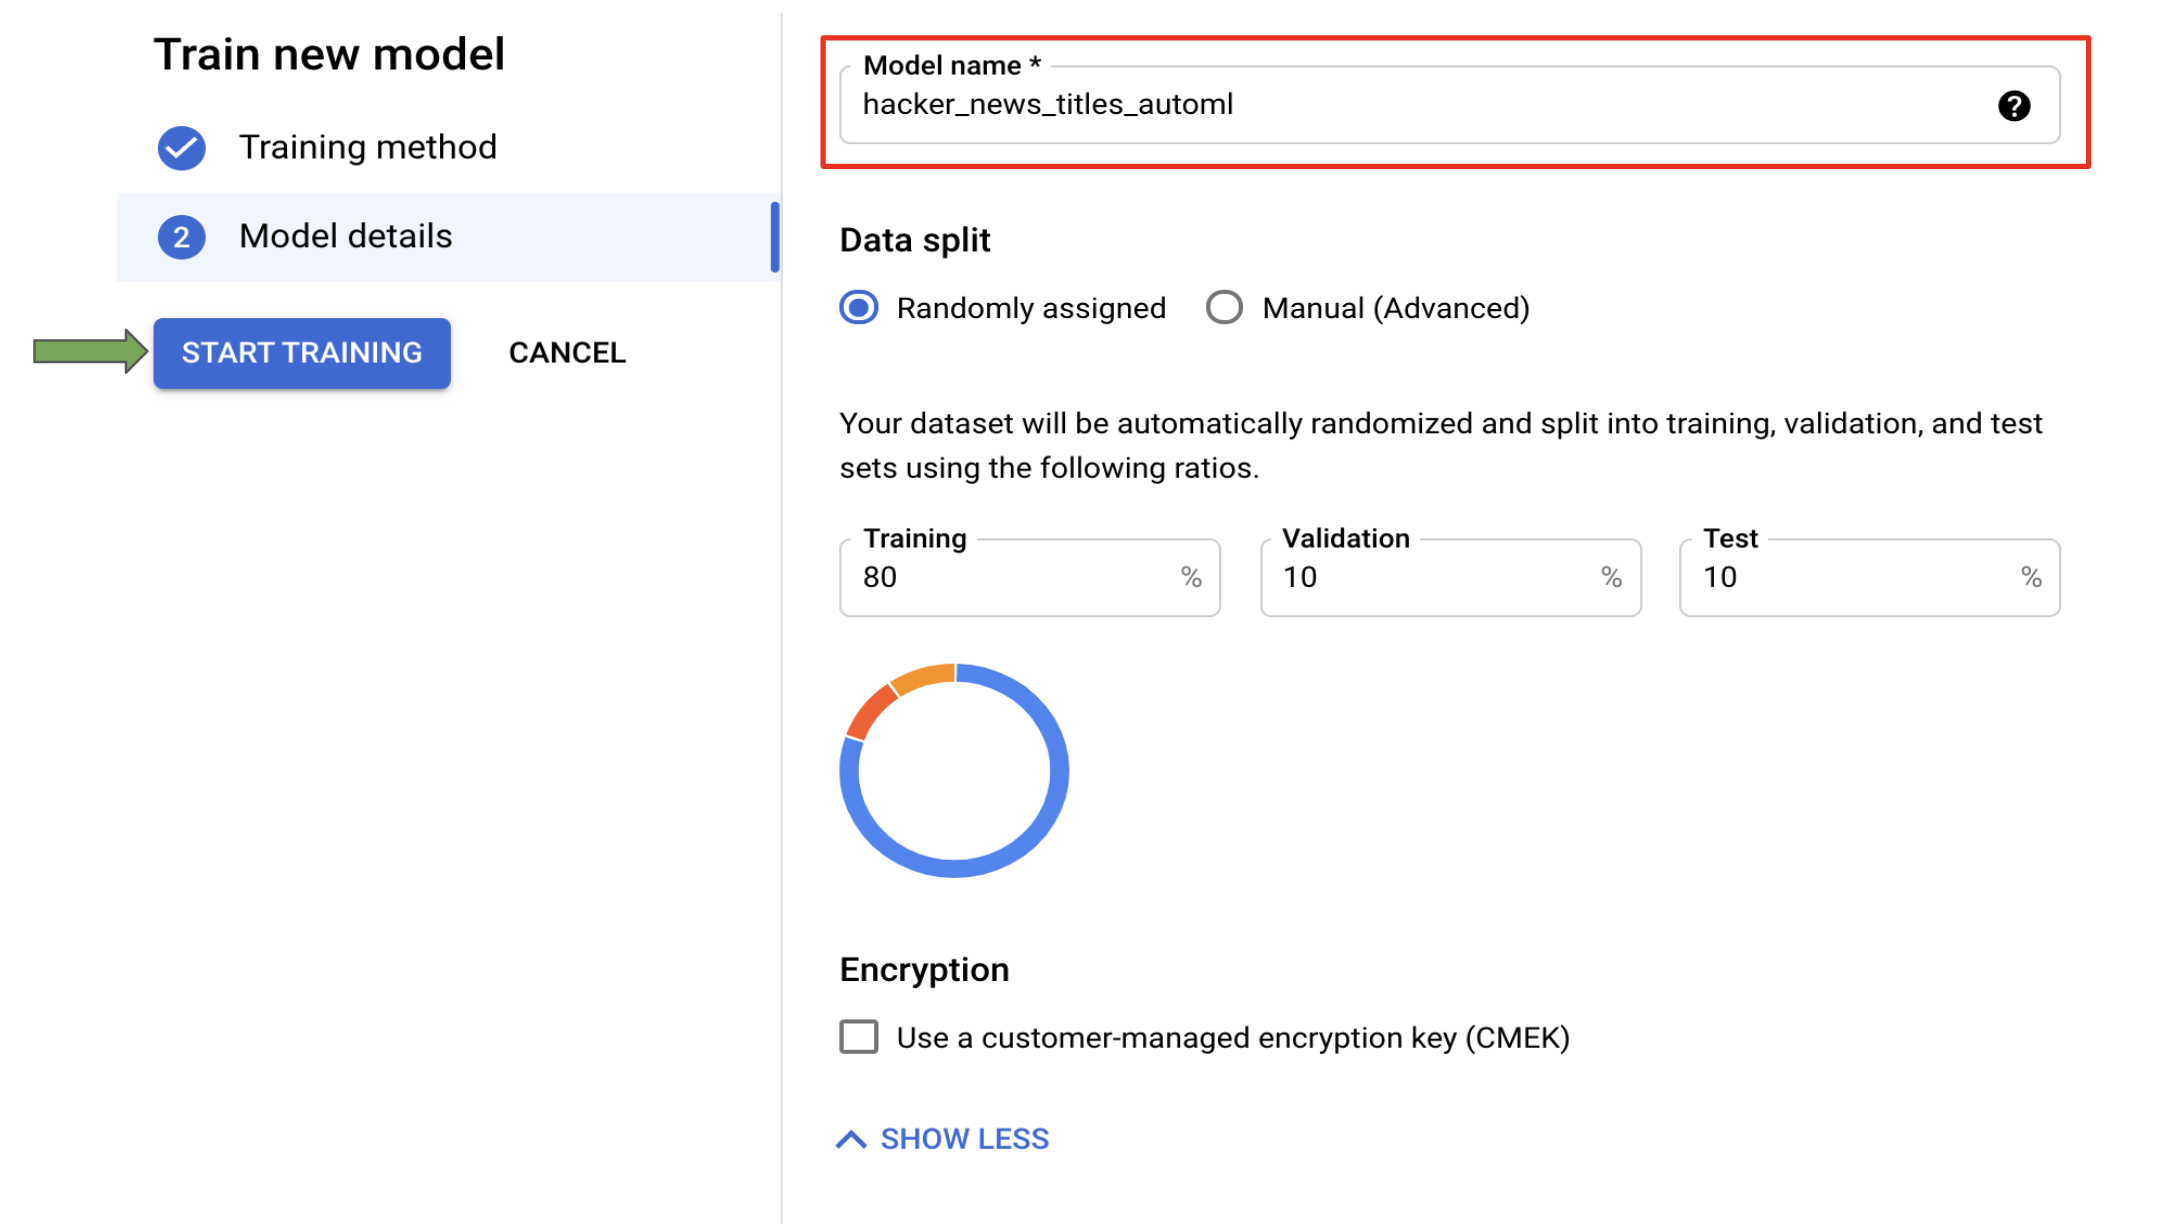 Train new model
Training method
2 Model details
START TRAINING CANCEL
Model name *
hacker_news_titles_automl
?
Data split
Randomly assigned Manual (Advanced)
Your dataset will be automatically randomized and split into training, validation, and test
sets using the following ratios.
Training Validation Test
80 % 10 % 10 %
Encryption
Use a customer-managed encryption key (CMEK)
SHOW LESS